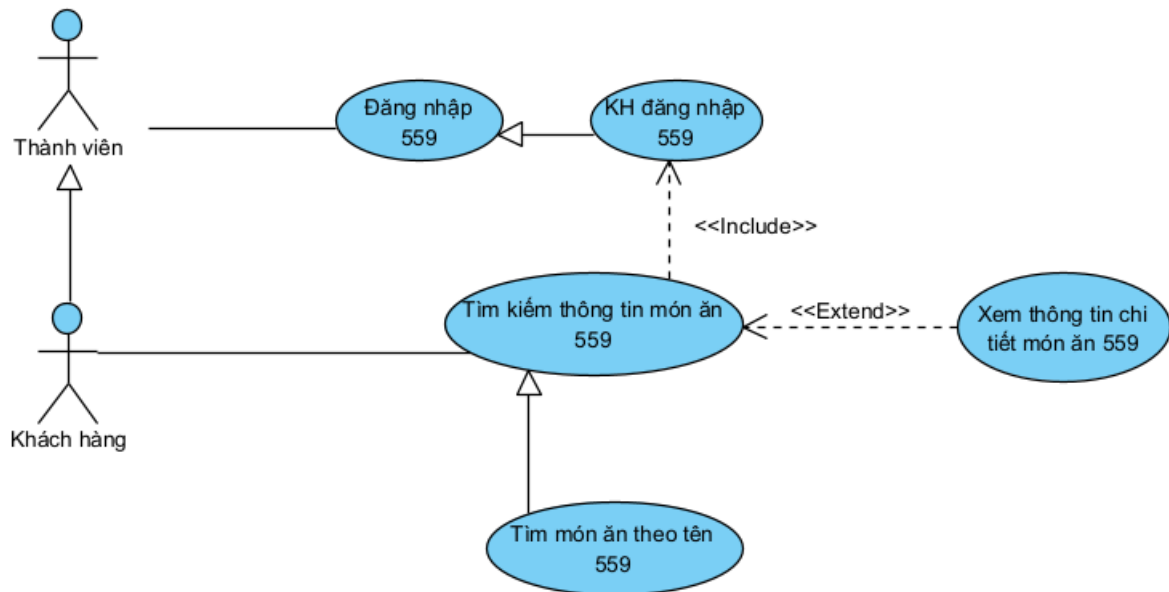 Thành viên
Đăng nhập
559
KH đăng nhập
559
<<Include>>
Khách hàng
Tìm kiếm thông tin món ăn
559
<<Extend>>
Xem thông tin chi
tiết món ăn 559
Tìm món ăn theo tên
559